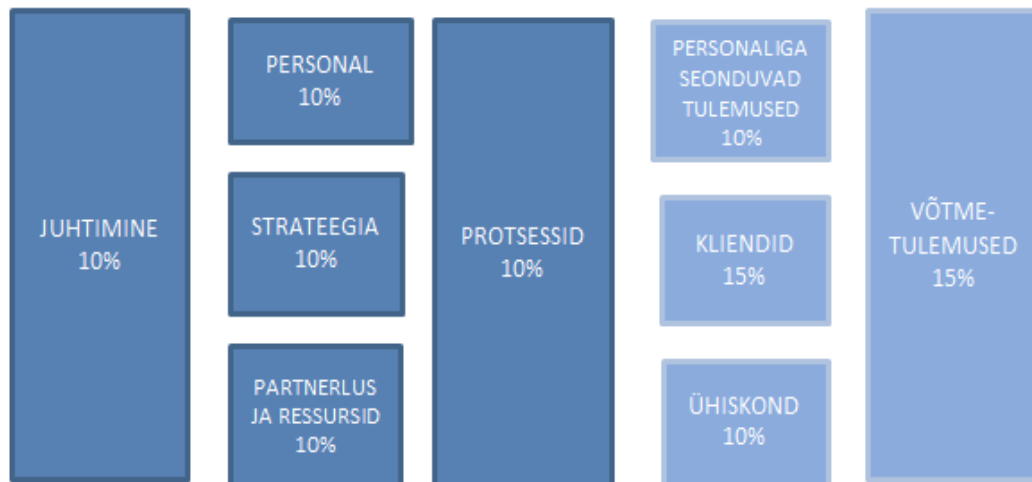 JUHTIMINE
10%
PERSONAL
10%
STRATEEGIA
10%
PARTNERLUS
JA RESSURSID
10%
PROTSESSID
10%
PERSONALIGA
SEONDUVAD
TULEMUSED
10%
KLIENDID
15%
ÜHISKOND
10%
VÕTME-
TULEMUSED
15%